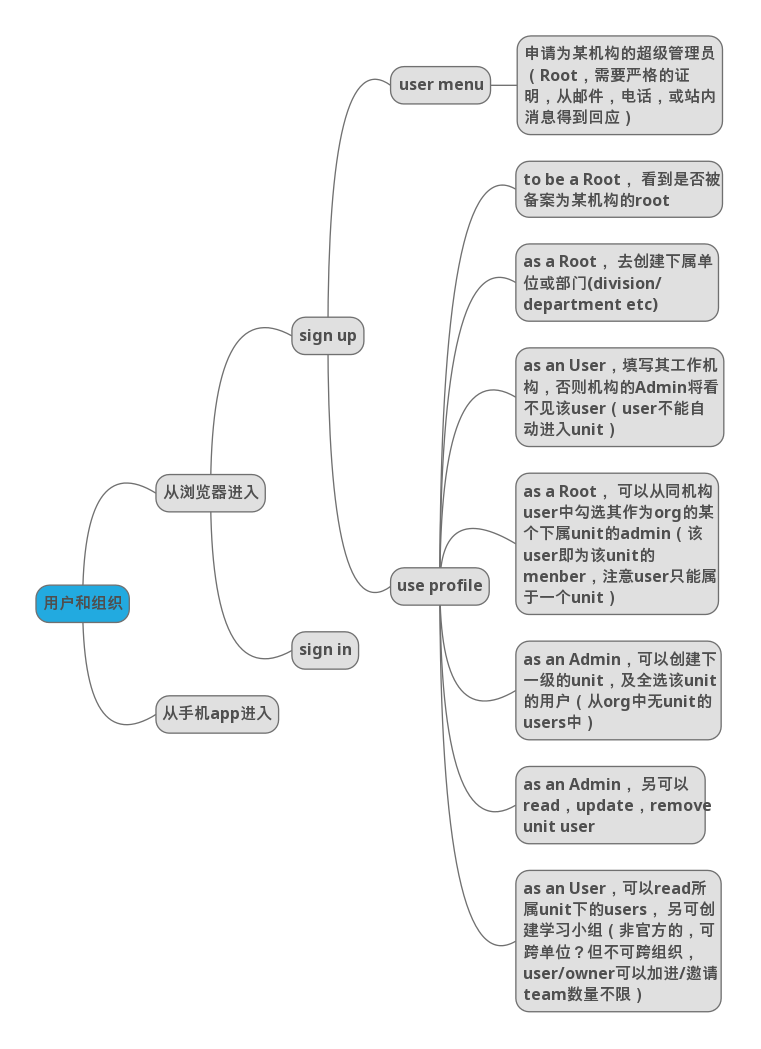 申请为某机构的超级管理员
（Root，需要严格的证
明，从邮件，电话，或站内
消息得到回应）
user menu
to be a Root， 看到是否被
备案为某机构的root
as a Root， 去创建下属单
位或部门(division/
department etc)
sign up
as an User，填写其工作机
构，否则机构的Admin将看
不见该user（user不能自
动进入unit）
从浏览器进入
as a Root， 可以从同机构
user中勾选其作为org的某
个下属unit的admin（该
user即为该unit的
menber，注意user只能属
于一个unit）
use profile
用户和组织
sign in
as an Admin，可以创建下
一级的unit，及全选该unit
的用户（从org中无unit的
users中）
从手机app进入
as an Admin， 另可以
read，update，remove
unit user
as an User，可以read所
属unit下的users， 另可创
建学习小组（非官方的，可
跨单位？但不可跨组织，
user/owner可以加进/邀请
team数量不限）